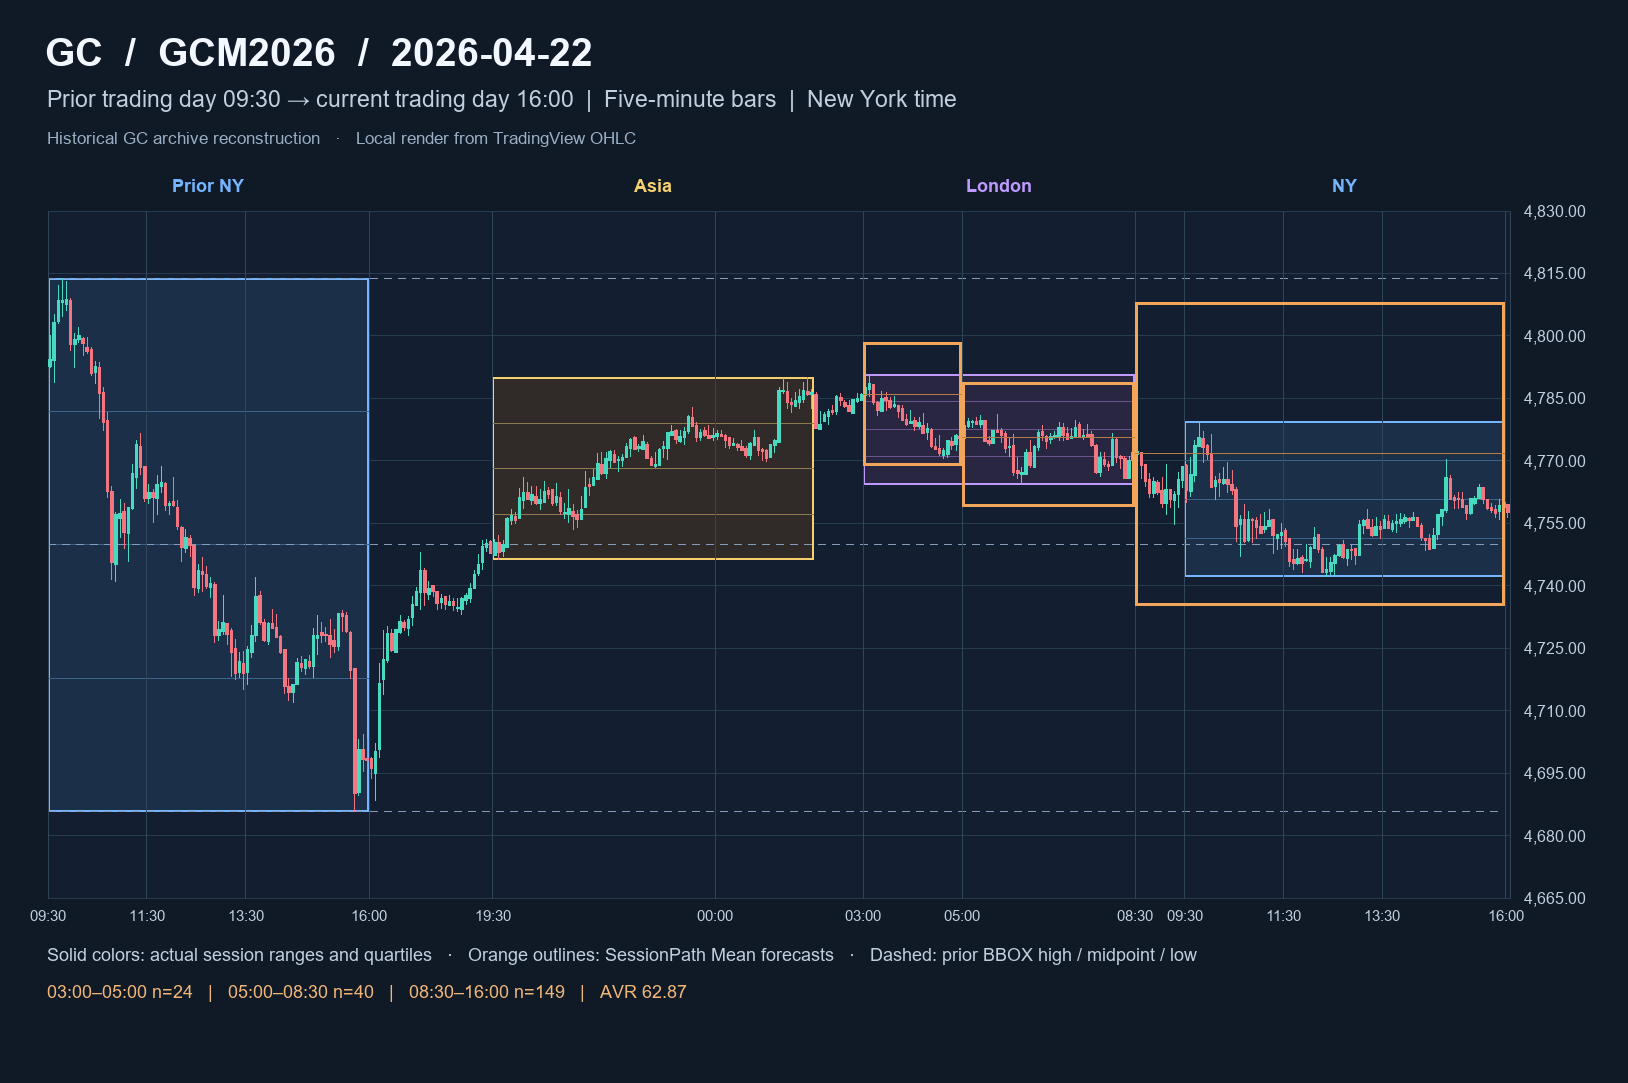 GC / GCM2026 / 2026-04-22
Prior trading day 09:30 → current trading day 16:00 | Five-minute bars | New York time
Historical GC archive reconstruction · Local render from TradingView OHLC
Prior NY Asia London NY
4,830.00
4,815.00
4,800.00
4,785.00
4,770.00
4,755.00
4,740.00
4,725.00
4,710.00
4,695.00
4,680.00
4,665.00
09:30 11:30 13:30 16:00 19:30 00:00 03:00 05:00 08:30 09:30 11:30 13:30 16:00
Solid colors: actual session ranges and quartiles · Orange outlines: SessionPath Mean forecasts · Dashed: prior BBOX high / midpoint / low
03:00–05:00 n=24 | 05:00–08:30 n=40 | 08:30–16:00 n=149 | AVR 62.87